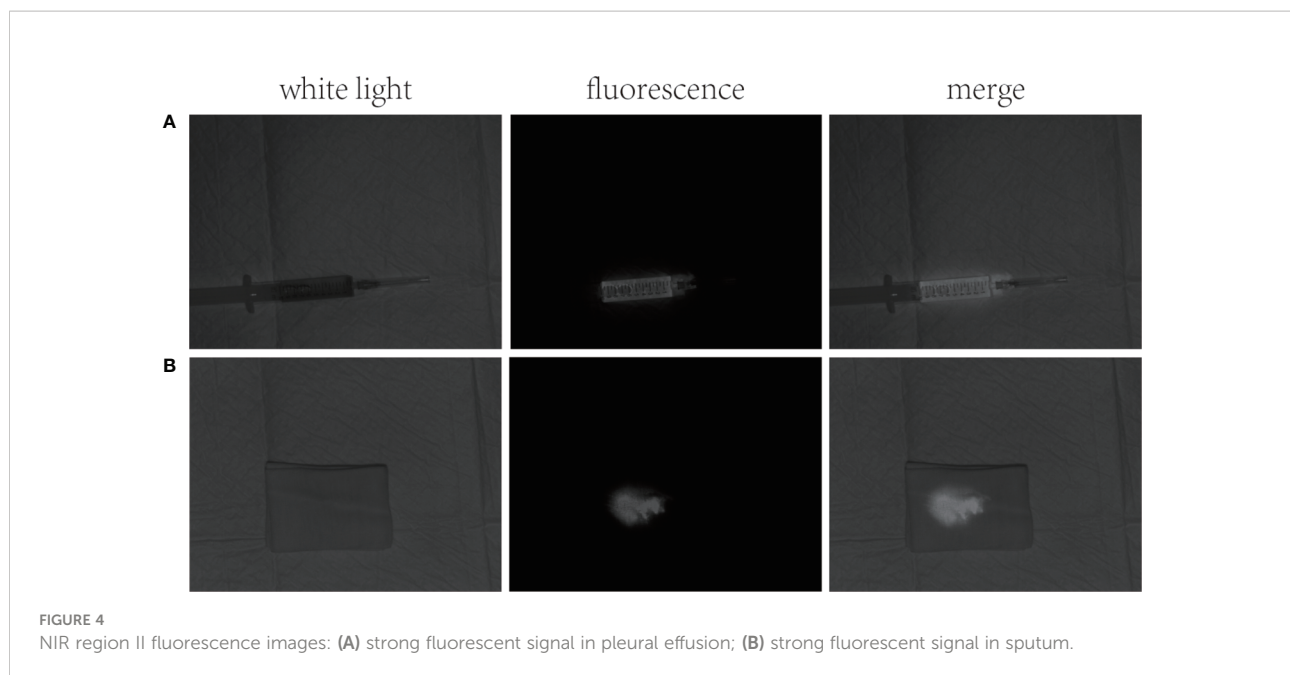 white light fluorescence merge
A
B
FIGURE 4
NIR region II fluorescence images: (A) strong fluorescent signal in pleural effusion; (B) strong fluorescent signal in sputum.